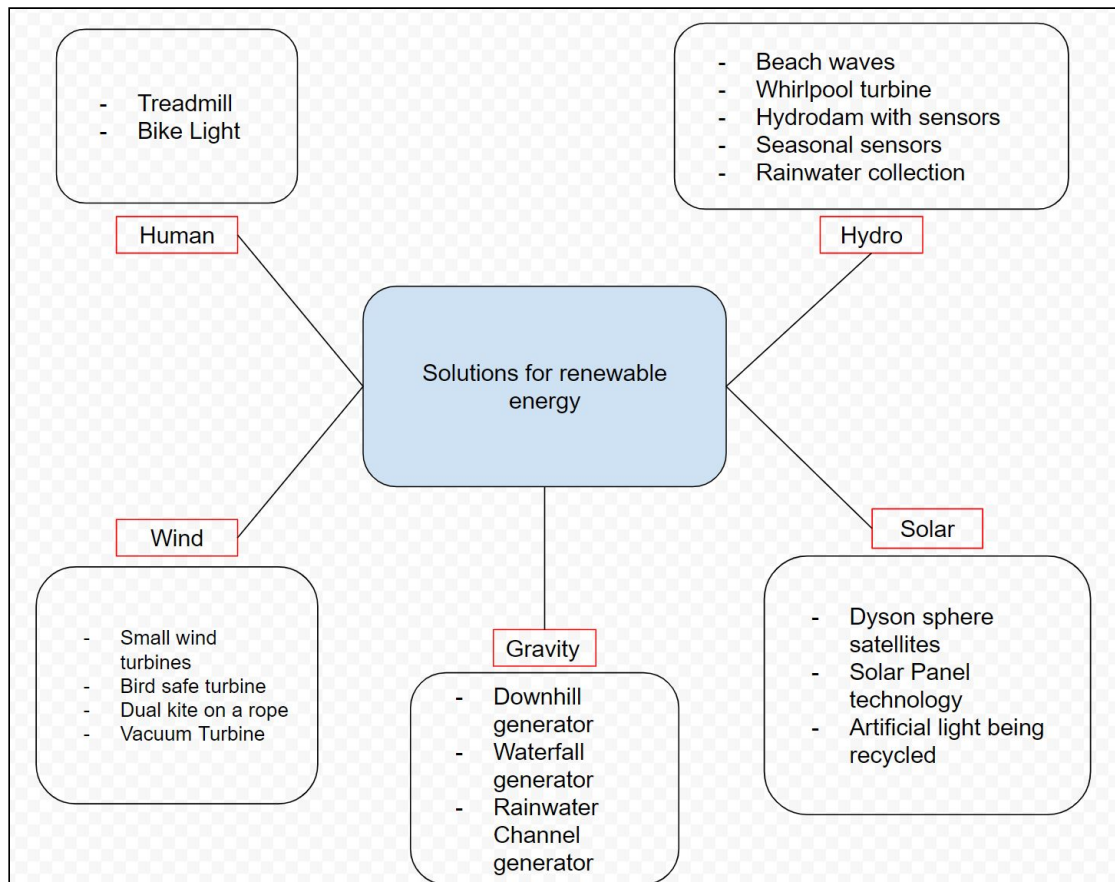 - Treadmill
- Bike Light
Human
- Beach waves
- Whirlpool turbine
- Hydrodam with sensors
- Seasonal sensors
- Rainwater collection
Hydro
Solutions for renewable
energy
Wind
- Small wind
turbines
- Bird safe turbine
- Dual kite on a rope
- Vacuum Turbine
Gravity
- Downhill
generator
- Waterfall
generator
- Rainwater
Channel
generator
Solar
- Dyson sphere
satellites
- Solar Panel
technology
- Artificial light being
recycled